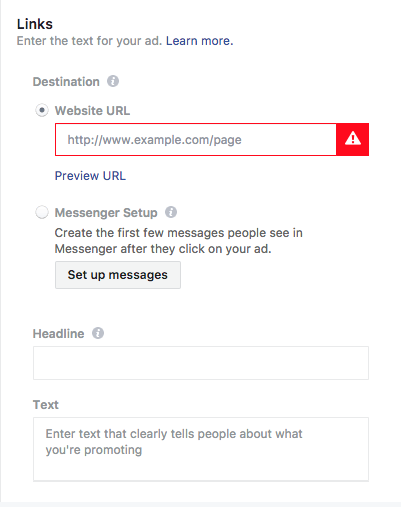 Links
Enter the text for your ad. Learn more.
Destination
Website URL
http://www.example.com/page
Preview URL
Messenger Setup
Create the first few messages people see in
Messenger after they click on your ad.
Set up messages
Headline
Text
Enter text that clearly tells people about what
you're promoting